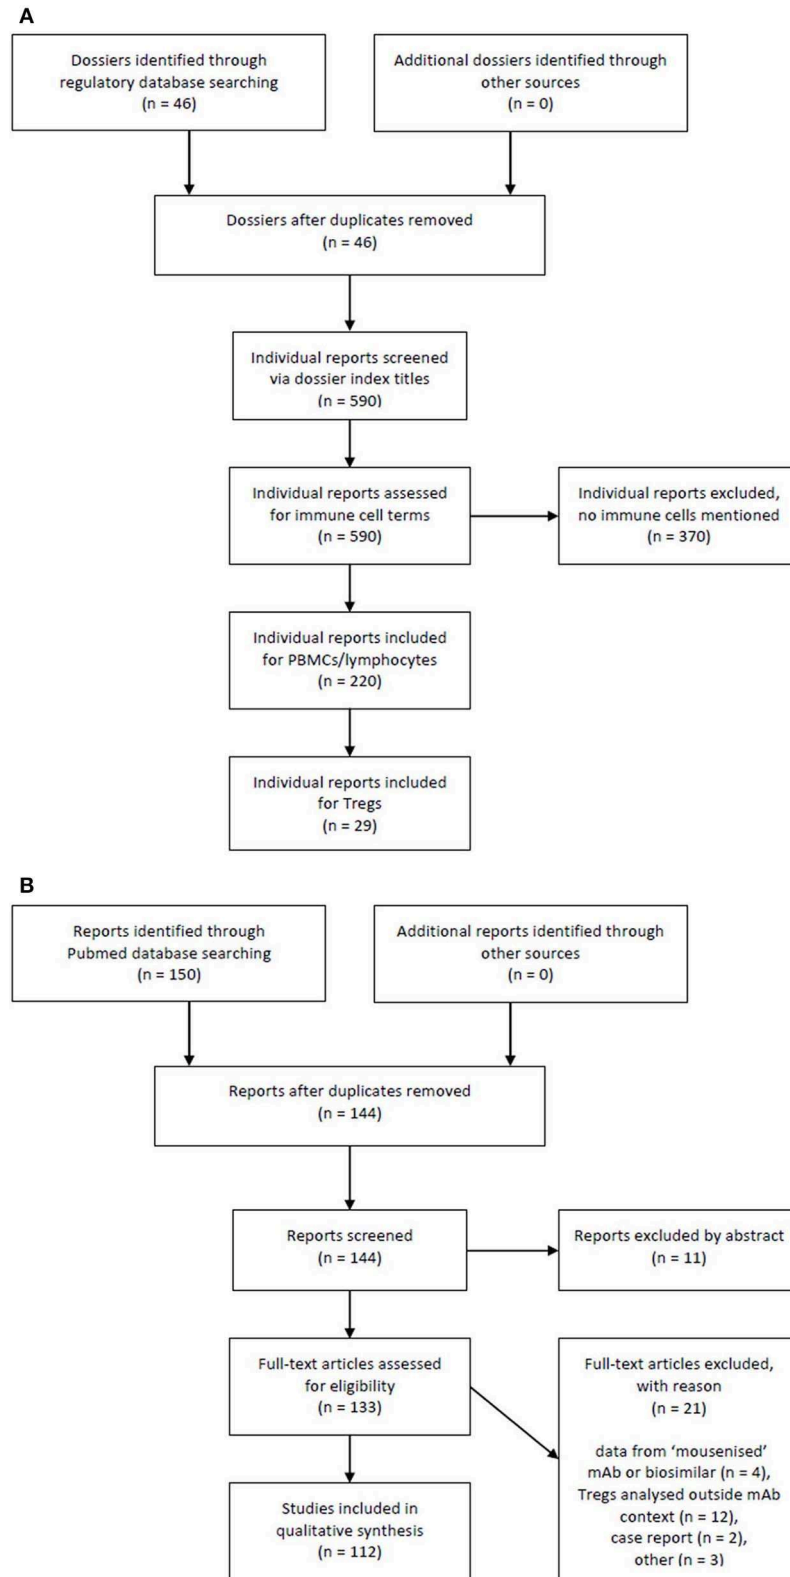 A
Dossiers identified through
regulatory database searching
(n = 46)
Additional dossiers identified through
other sources
(n = 0)
Dossiers after duplicates removed
(n = 46)
Individual reports screened
via dossier index titles
(n = 590)
Individual reports assessed
for immune cell terms
(n = 590)
Individual reports excluded,
no immune cells mentioned
(n = 370)
Individual reports included
for PBMCs/lymphocytes
(n = 220)
Individual reports included
for Tregs
(n = 29)
B
Reports identified through
Pubmed database searching
(n = 150)
Additional reports identified through
other sources
(n = 0)
Reports after duplicates removed
(n = 144)
Reports screened
(n = 144)
Reports excluded by abstract
(n = 11)
Full-text articles assessed
for eligibility
(n = 133)
Full-text articles excluded,
with reason
(n = 21)
data from ‘mousenised’
mAb or biosimilar (n = 4),
Tregs analysed outside mAb
context (n = 12),
case report (n = 2),
other (n = 3)
Studies included in
qualitative synthesis
(n = 112)